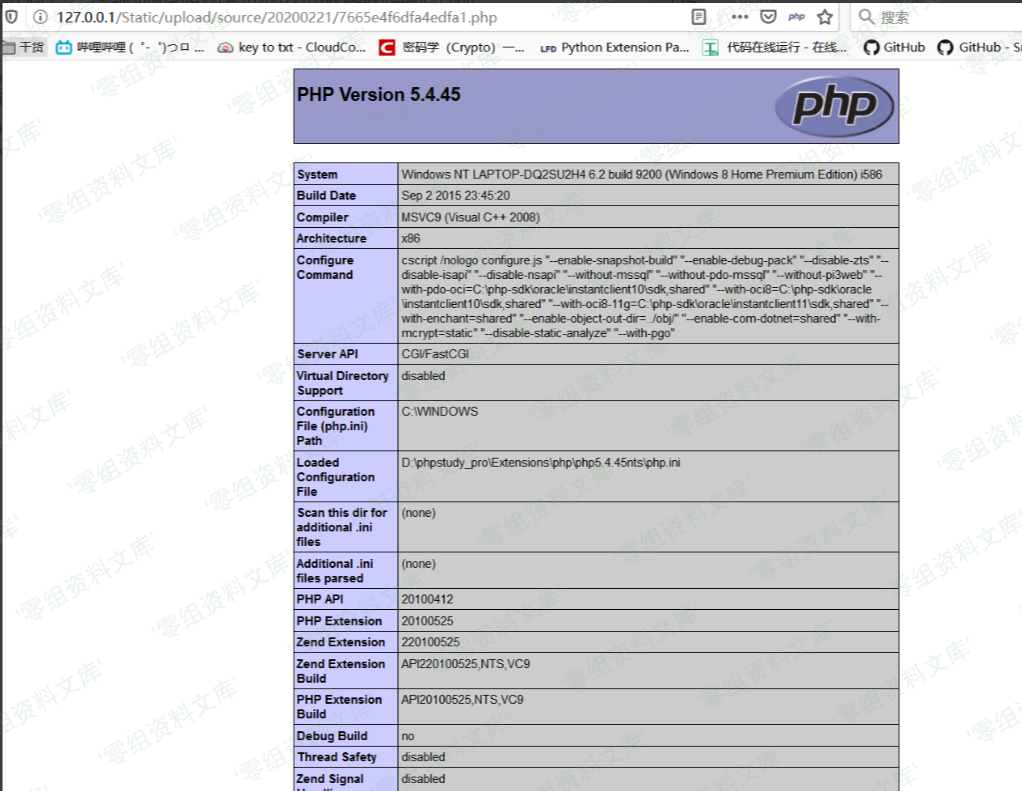 127.0.0.1/Static/upload/source/20200221/7665e4f6dfa4edfa1.php
php
搜索
干货
哔哩哔哩 ( ゜- ゜)つロ ...
key to txt - CloudCo...
密码学（Crypto）一...
LFD Python Extension Pa...
代码在线运行 - 在线...
GitHub
GitHub - S
PHP Version 5.4.45
php
System Windows NT LAPTOP-DQ2SU2H4 6.2 build 9200 (Windows 8 Home Premium Edition) i586
Build Date Sep 2 2015 23:45:20
Compiler MSVC9 (Visual C++ 2008)
Architecture x86
Configure Command
cscript /nologo configure.js "--enable-snapshot-build" "--enable-debug-pack" "--disable-zts" "--
disable-isapi" "--disable-nsapi" "--without-mssql" "--without-pdo-mssql" "--without-pi3web" "--
with-pdo-oci=C:\php-sdk\oracle\instantclient10\sdk,shared" "--with-oci8=C:\php-sdk\oracle
\instantclient10\sdk,shared" "--with-oci8-11g=C:\php-sdk\oracle\instantclient11\sdk,shared" "--
with-enchant=shared" "--enable-object-out-dir=../obj/" "--enable-com-dotnet=shared" "--with-
mcrypt=static" "--disable-static-analyze" "--with-pgo"
Server API CGI/FastCGI
Virtual Directory
Support
disabled
Configuration
File (php.ini)
Path
C:\WINDOWS
Loaded
Configuration
File
D:\phpstudy_pro\Extensions\php\php5.4.45nts\php.ini
Scan this dir for
additional .ini
files
(none)
Additional .ini
files parsed
(none)
PHP API 20100412
PHP Extension 20100525
Zend Extension 220100525
Zend Extension
Build
API220100525,NTS,VC9
PHP Extension
Build
API20100525,NTS,VC9
Debug Build no
Thread Safety disabled
Zend Signal
disabled
零组资料文库